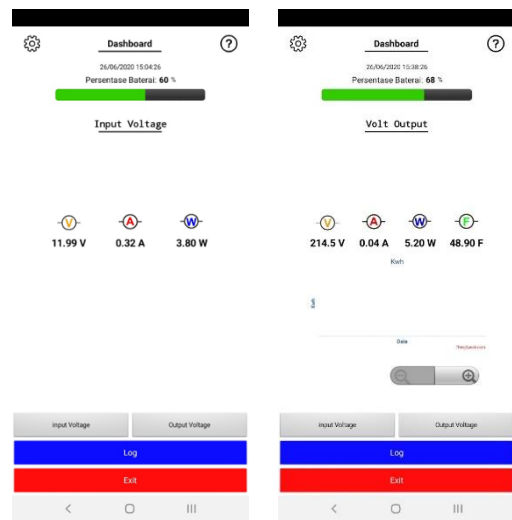 Dashboard
?
26/06/2020 15:04:26
Persentase Baterai: 60 %
Input Voltage
V
A
W
11.99 V
0.32 A
3.80 W
Input Voltage
Output Voltage
Log
Exit
Dashboard
?
26/06/2020 15:38:26
Persentase Baterai: 68 %
Volt Output
V
A
W
F
214.5 V
0.04 A
5.20 W
48.90 F
Kwh
Date
Input Voltage
Output Voltage
Log
Exit